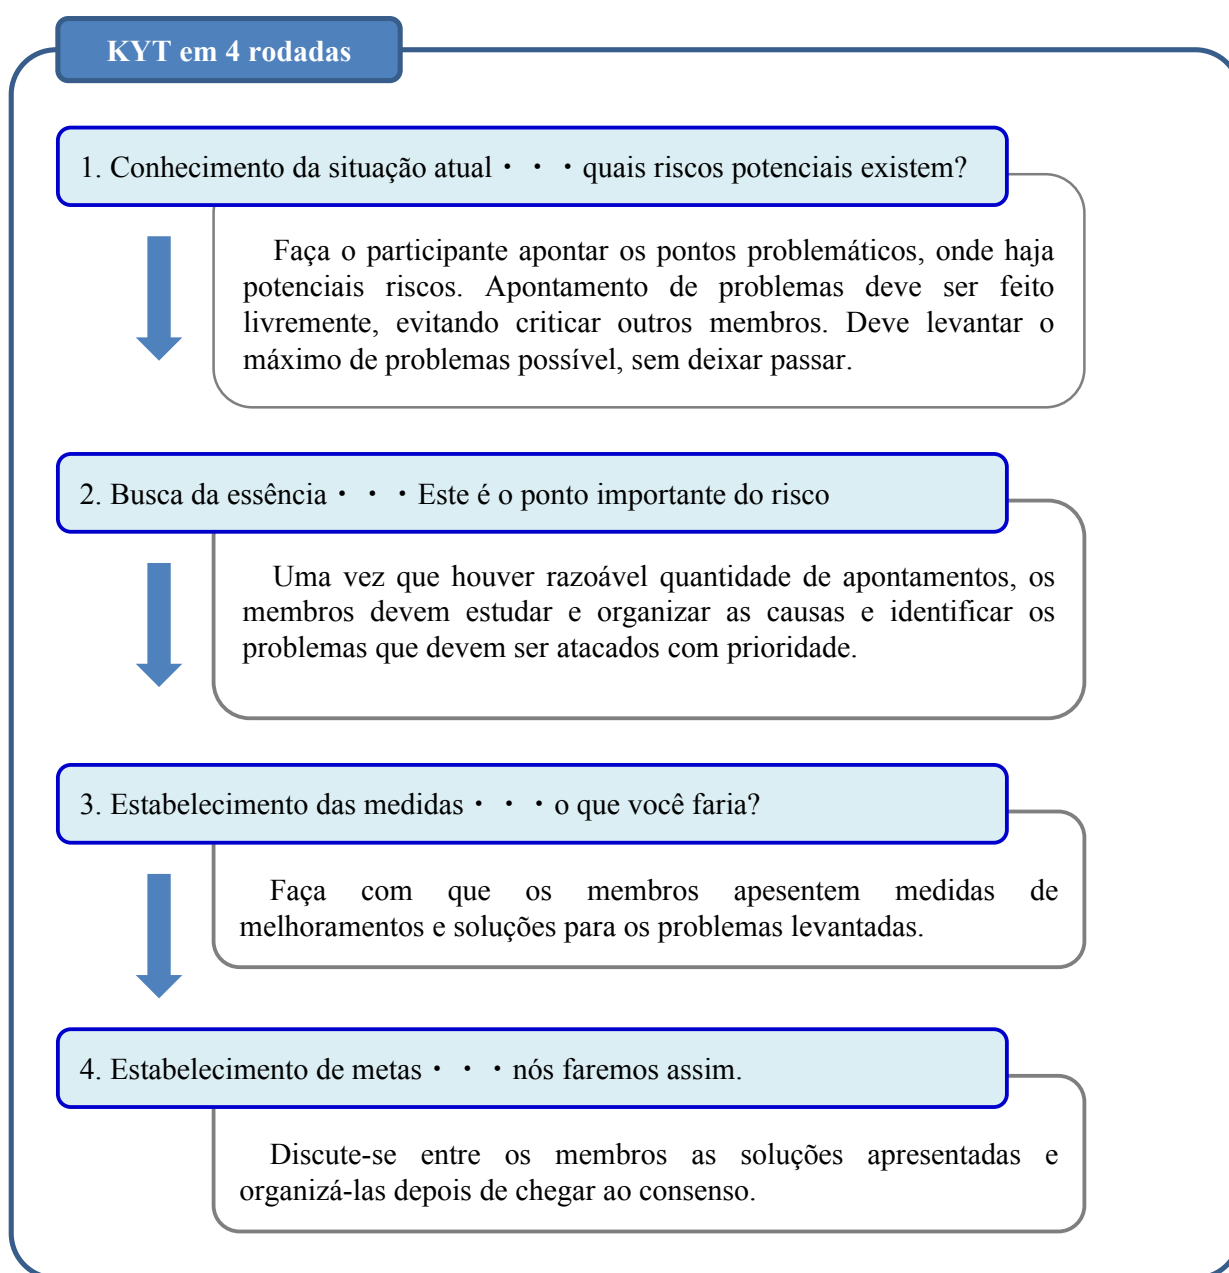 KYT em 4 rodadas
1. Conhecimento da situação atual・・・quais riscos potenciais existem?
Faça o participante apontar os pontos problemáticos, onde haja
potenciais riscos. Apontamento de problemas deve ser feito
livremente, evitando criticar outros membros. Deve levantar o
máximo de problemas possível, sem deixar passar.
2. Busca da essência・・・Este é o ponto importante do risco
Uma vez que houver razoável quantidade de apontamentos, os
membros devem estudar e organizar as causas e identificar os
problemas que devem ser atacados com prioridade.
3. Estabelecimento das medidas・・・o que você faria?
Faça com que os membros apesentem medidas de
melhoramentos e soluções para os problemas levantadas.
4. Estabelecimento de metas・・・nós faremos assim.
Discute-se entre os membros as soluções apresentadas e
organizá-las depois de chegar ao consenso.